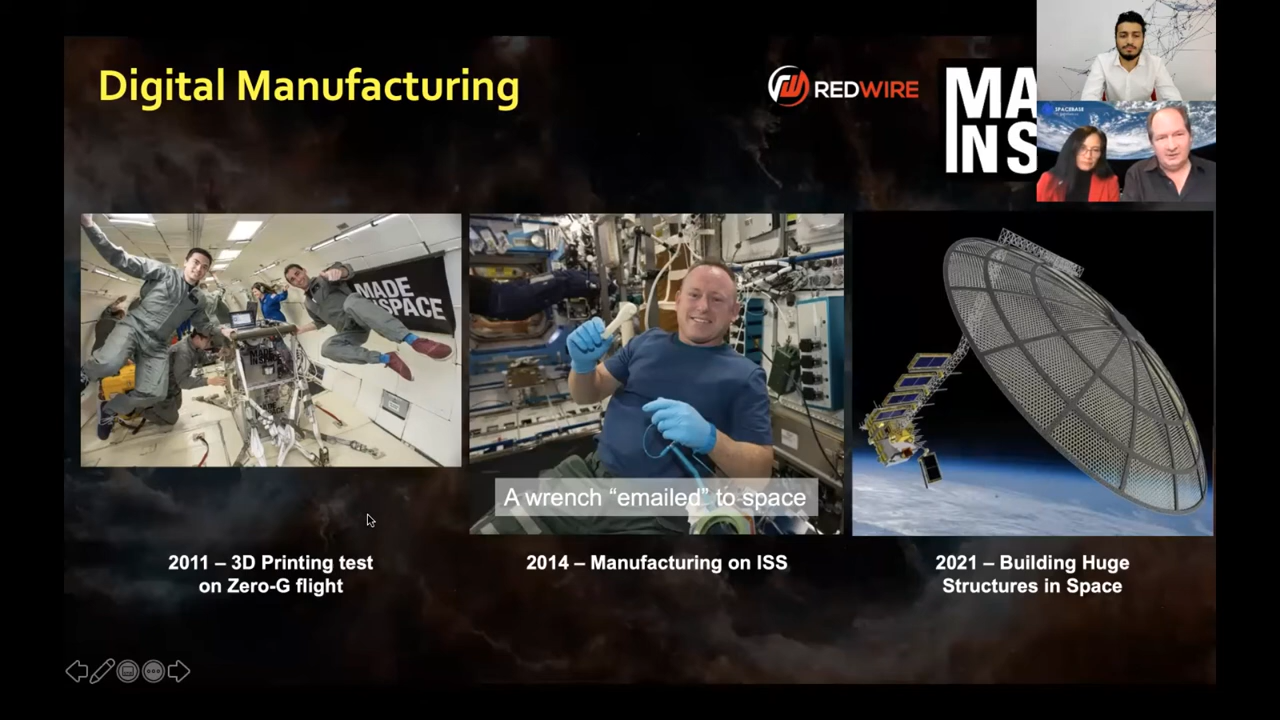 Digital Manufacturing
REDWIRE
MA
IN S
SPACEBASE
MADE
SPACE
MADE
A wrench “emailed” to space
2011 – 3D Printing test
on Zero-G flight
2014 – Manufacturing on ISS
2021 – Building Huge
Structures in Space